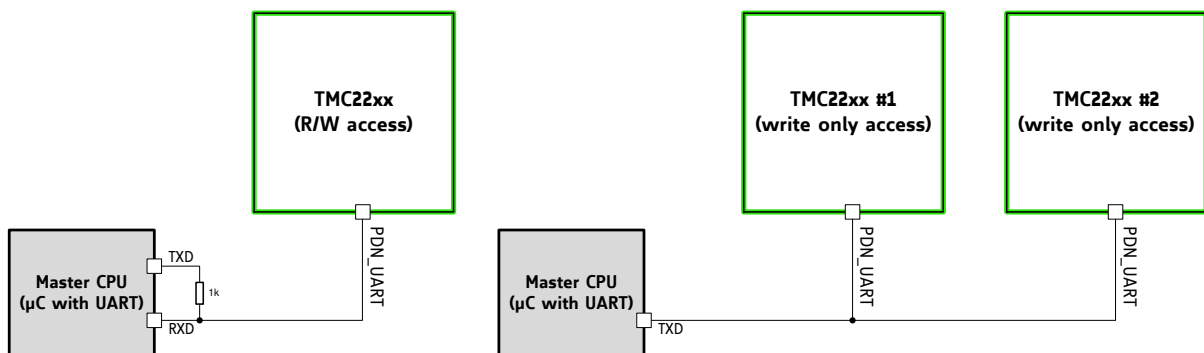 TMC22xx
(R/W access)
PDN_UART
Master CPU
(µC with UART)
TXD
1k
RXD
TMC22xx #1
(write only access)
TMC22xx #2
(write only access)
PDN_UART
PDN_UART
Master CPU
(µC with UART)
TXD